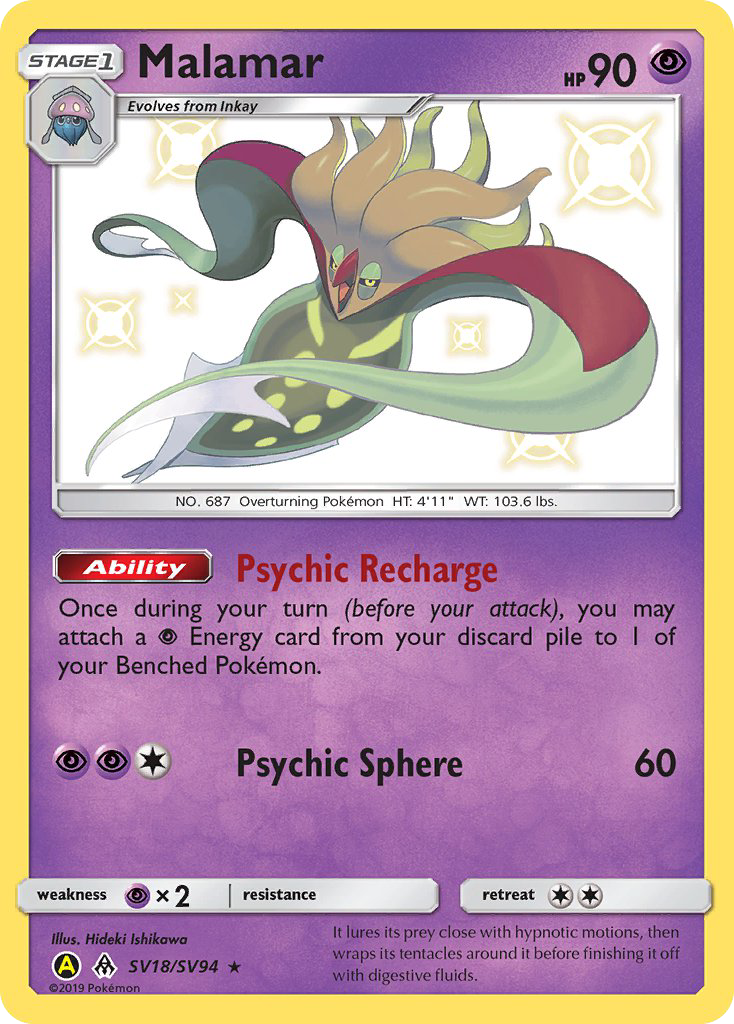 STAGE1
Malamar
HP90
Evolves from Inkay
NO. 687 Overturning Pokémon HT: 4'11" WT: 103.6 lbs.
Ability Psychic Recharge
Once during your turn (before your attack), you may
attach a Energy card from your discard pile to 1 of
your Benched Pokémon.
Psychic Sphere 60
weakness ×2 resistance retreat
Illus. Hideki Ishikawa
A SV18/SV94 ★
©2019 Pokémon
It lures its prey close with hypnotic motions, then
wraps its tentacles around it before finishing it off
with digestive fluids.